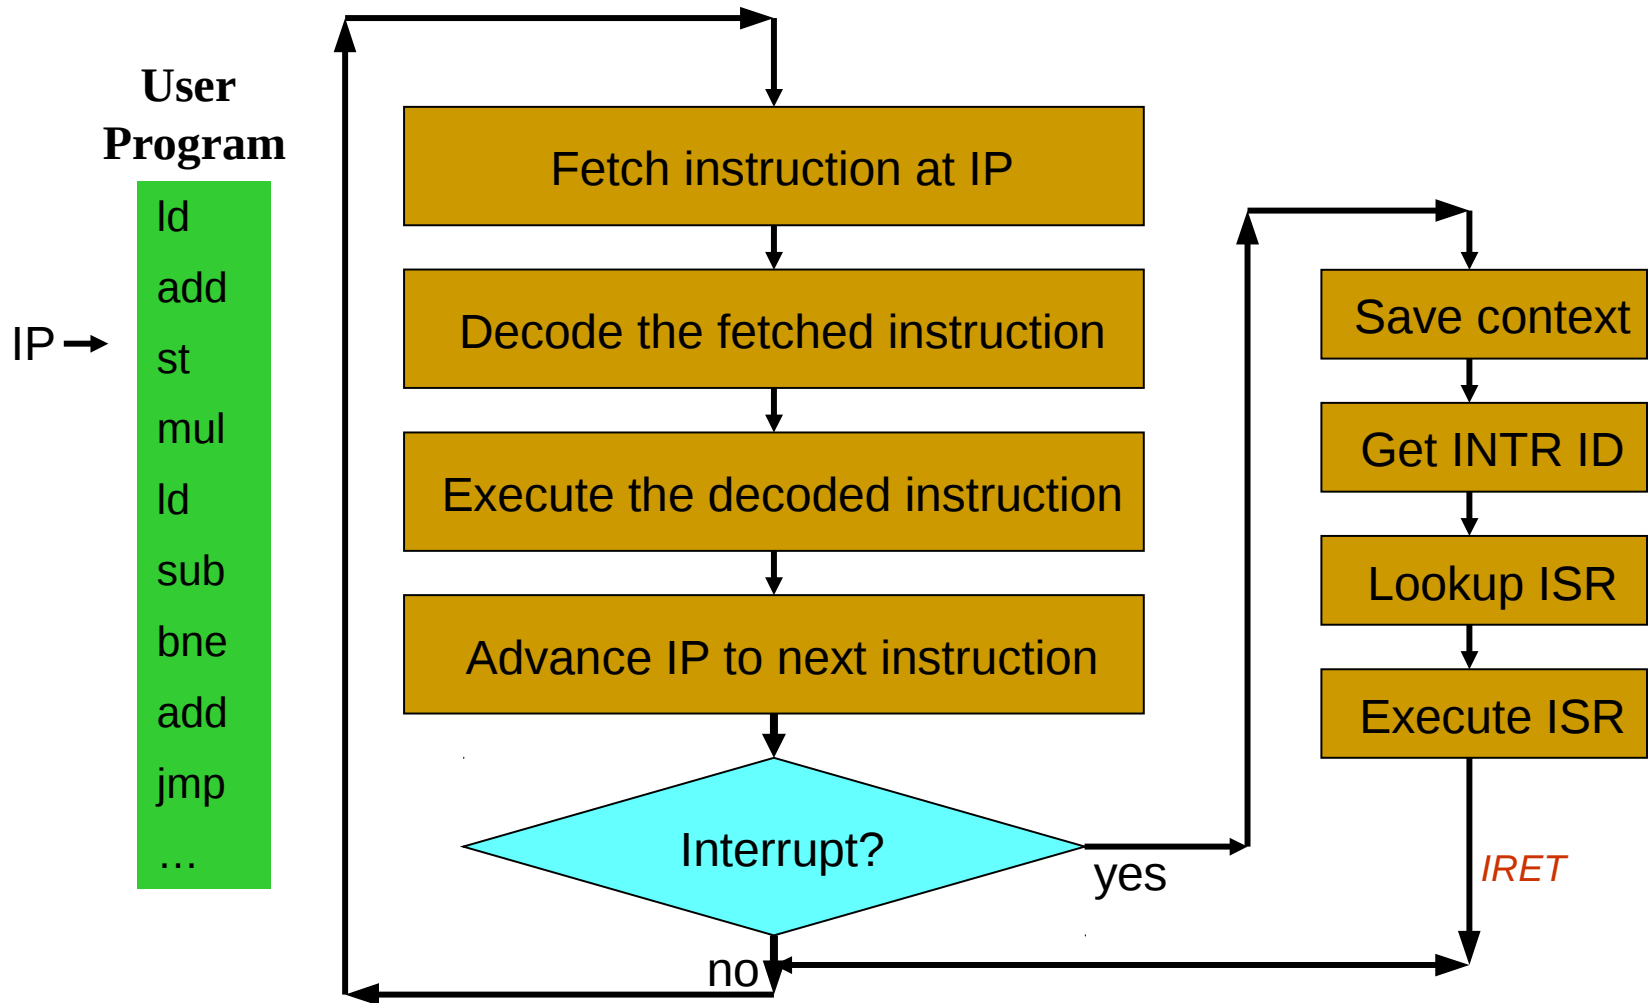 User
Program
ld
add
IP
st
mul
ld
sub
bne
add
jmp
…
Fetch instruction at IP
Decode the fetched instruction
Execute the decoded instruction
Advance IP to next instruction
Interrupt?
yes
no
Save context
Get INTR ID
Lookup ISR
Execute ISR
IRET